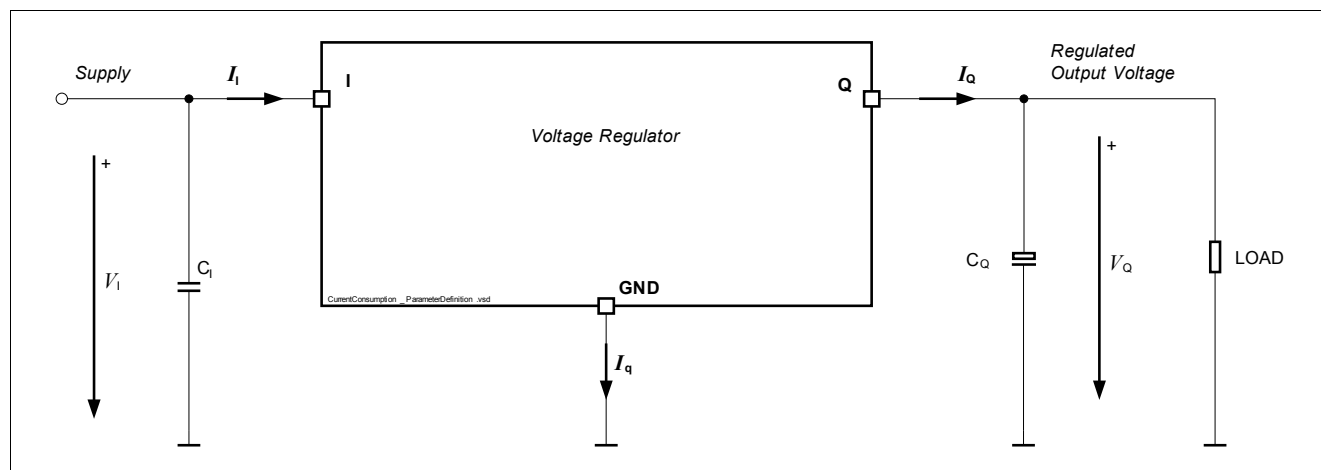 Supply
I_I
I
Q
I_Q
Regulated
Output Voltage
Voltage Regulator
+
+
V_I
C_I
C_Q
V_Q
LOAD
GND
CurrentConsumption _ ParameterDefinition .vsd
I_q